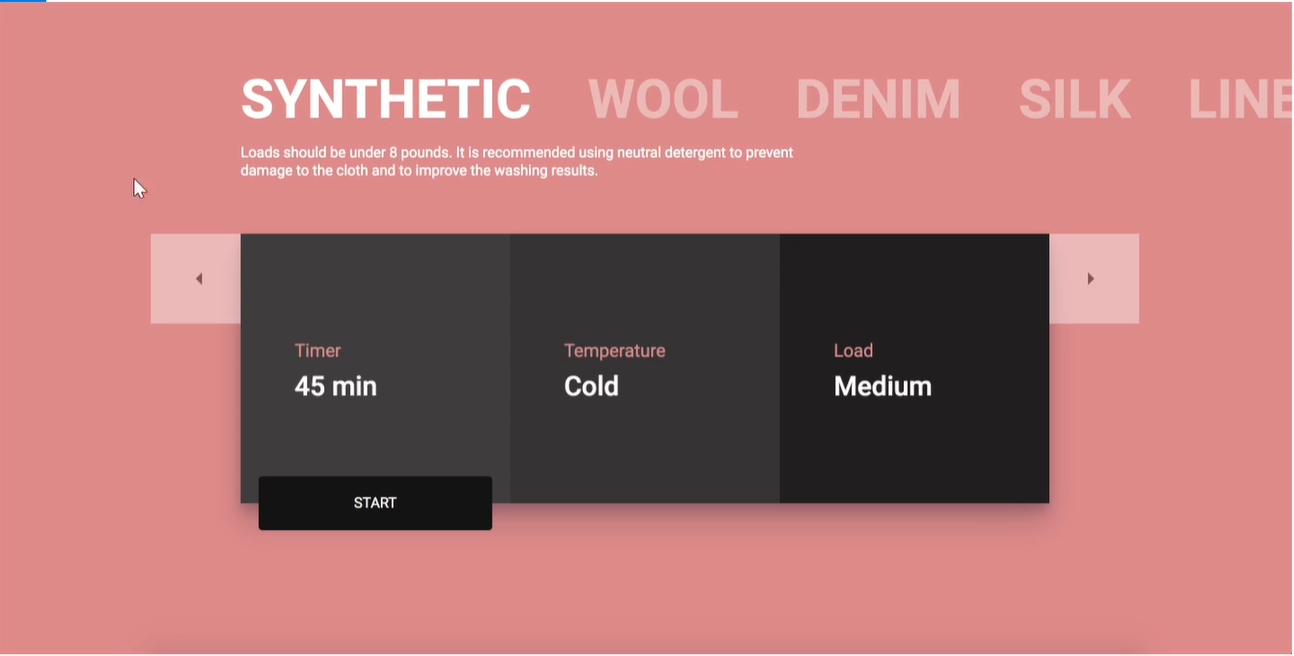 SYNTHETIC WOOL DENIM SILK LINE
Loads should be under 8 pounds. It is recommended using neutral detergent to prevent
damage to the cloth and to improve the washing results.
Timer
45 min
Temperature
Cold
Load
Medium
START